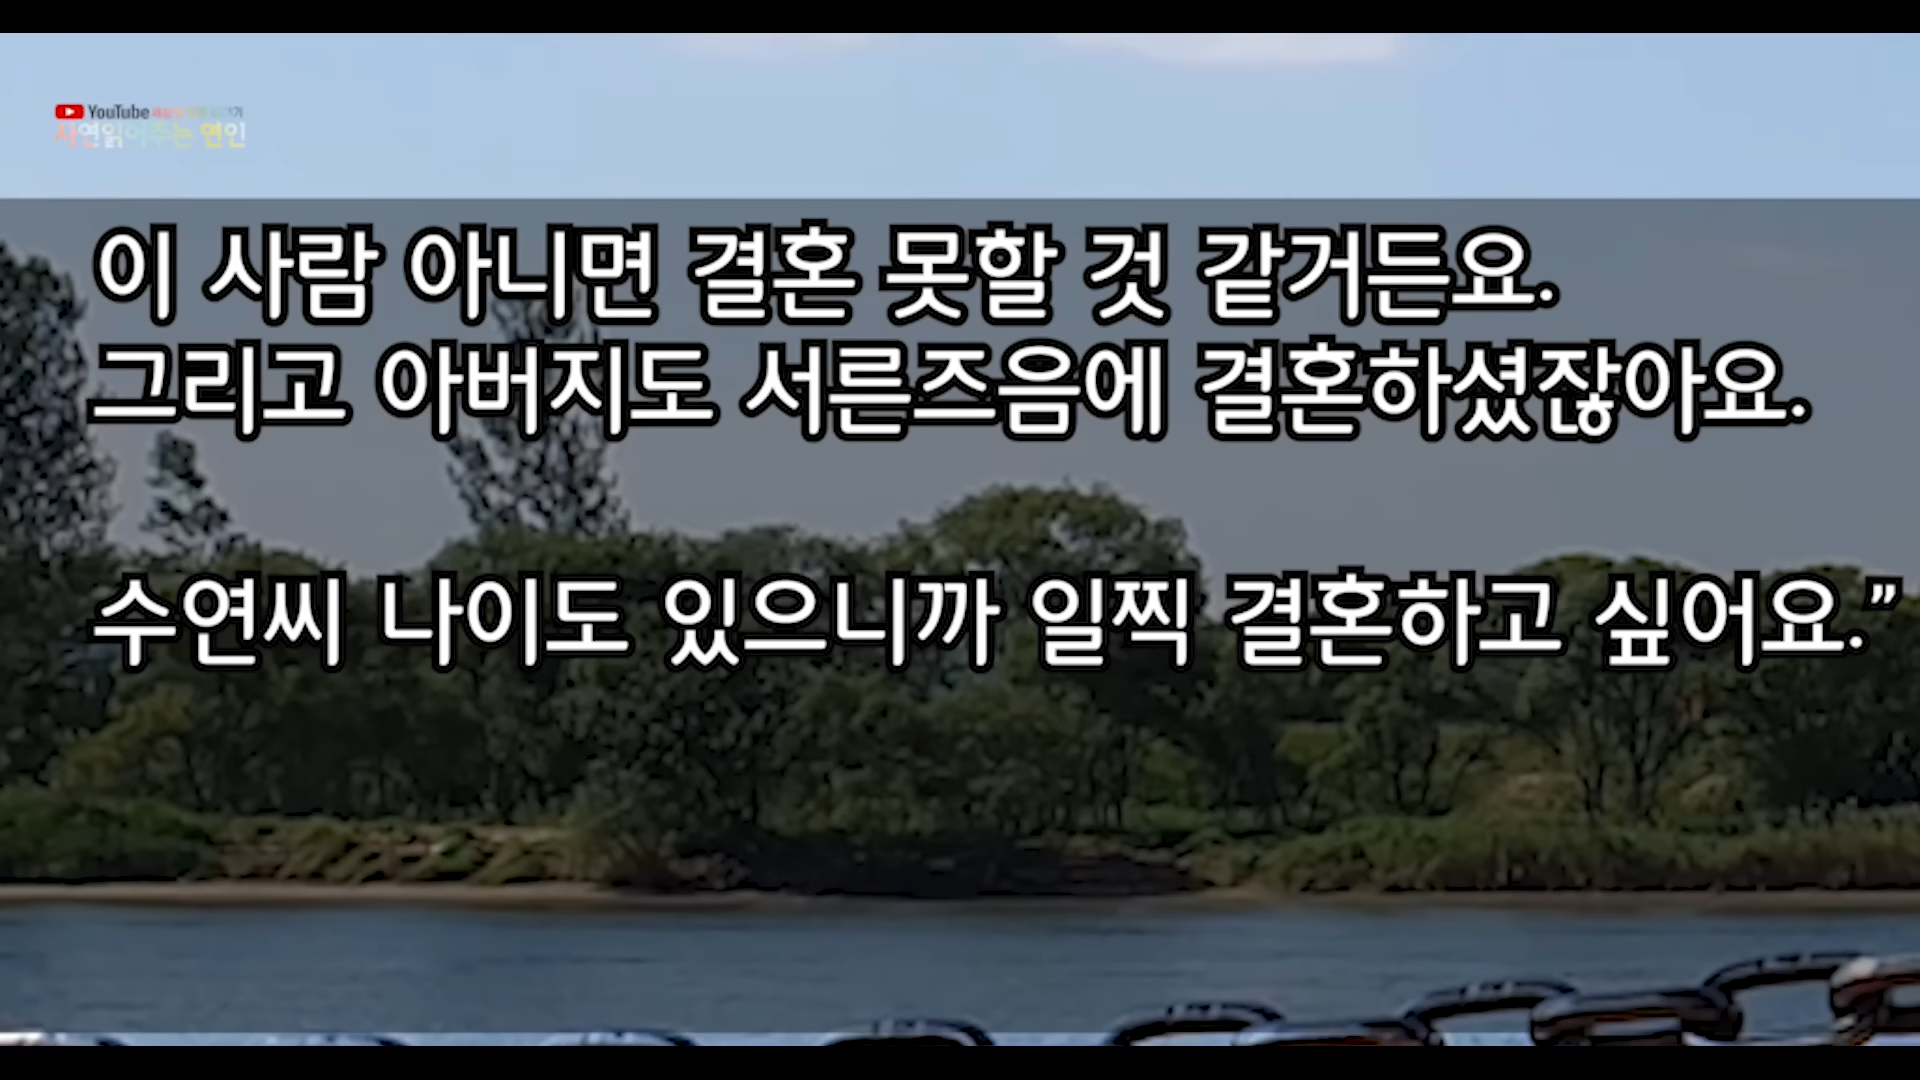 YouTube
사연읽어주는 연인
이 사람 아니면 결혼 못할 것 같거든요.
그리고 아버지도 서른즈음에 결혼하셨잖아요.
수연씨 나이도 있으니까 일찍 결혼하고 싶어요.”